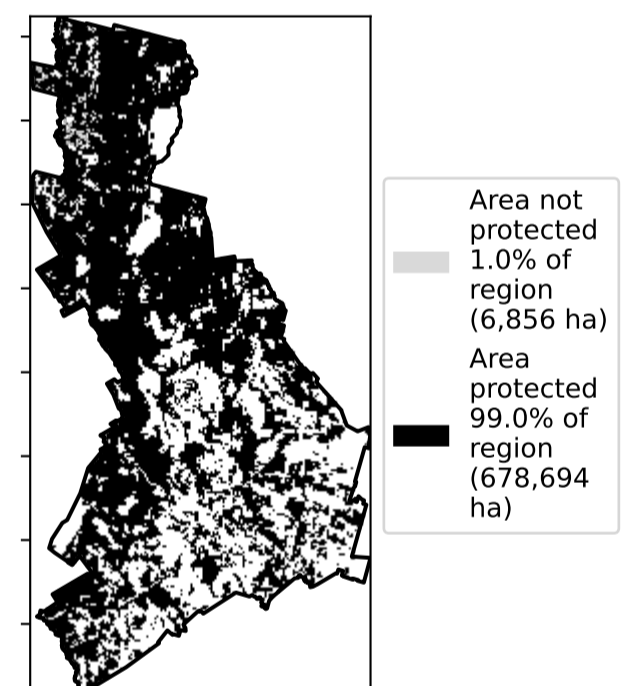 Area not
protected
1.0% of
region
(6,856 ha)
Area
protected
99.0% of
region
(678,694
ha)